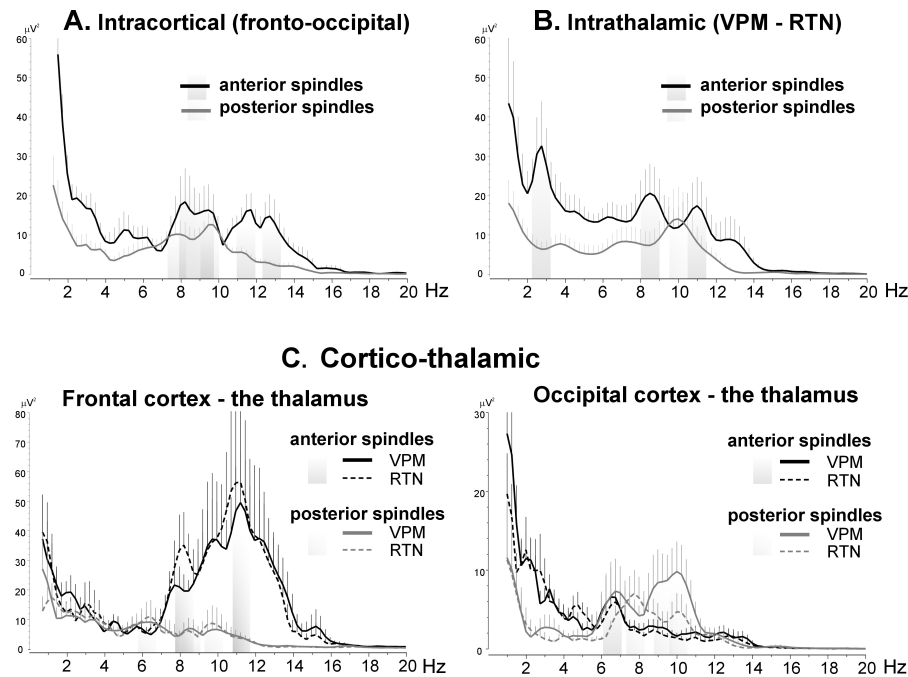 A. Intracortical (fronto-occipital)
μV²
60
50
40
30
20
10
0
anterior spindles
posterior spindles
2 4 6 8 10 12 14 16 18 20 Hz
B. Intrathalamic (VPM - RTN)
μV²
60
50
40
30
20
10
0
anterior spindles
posterior spindles
2 4 6 8 10 12 14 16 18 20 Hz
C. Cortico-thalamic
Frontal cortex - the thalamus
μV²
80
70
60
50
40
30
20
10
0
anterior spindles
VPM
RTN
posterior spindles
VPM
RTN
2 4 6 8 10 12 14 16 18 20 Hz
Occipital cortex - the thalamus
μV²
30
20
10
0
anterior spindles
VPM
RTN
posterior spindles
VPM
RTN
2 4 6 8 10 12 14 16 18 20 Hz